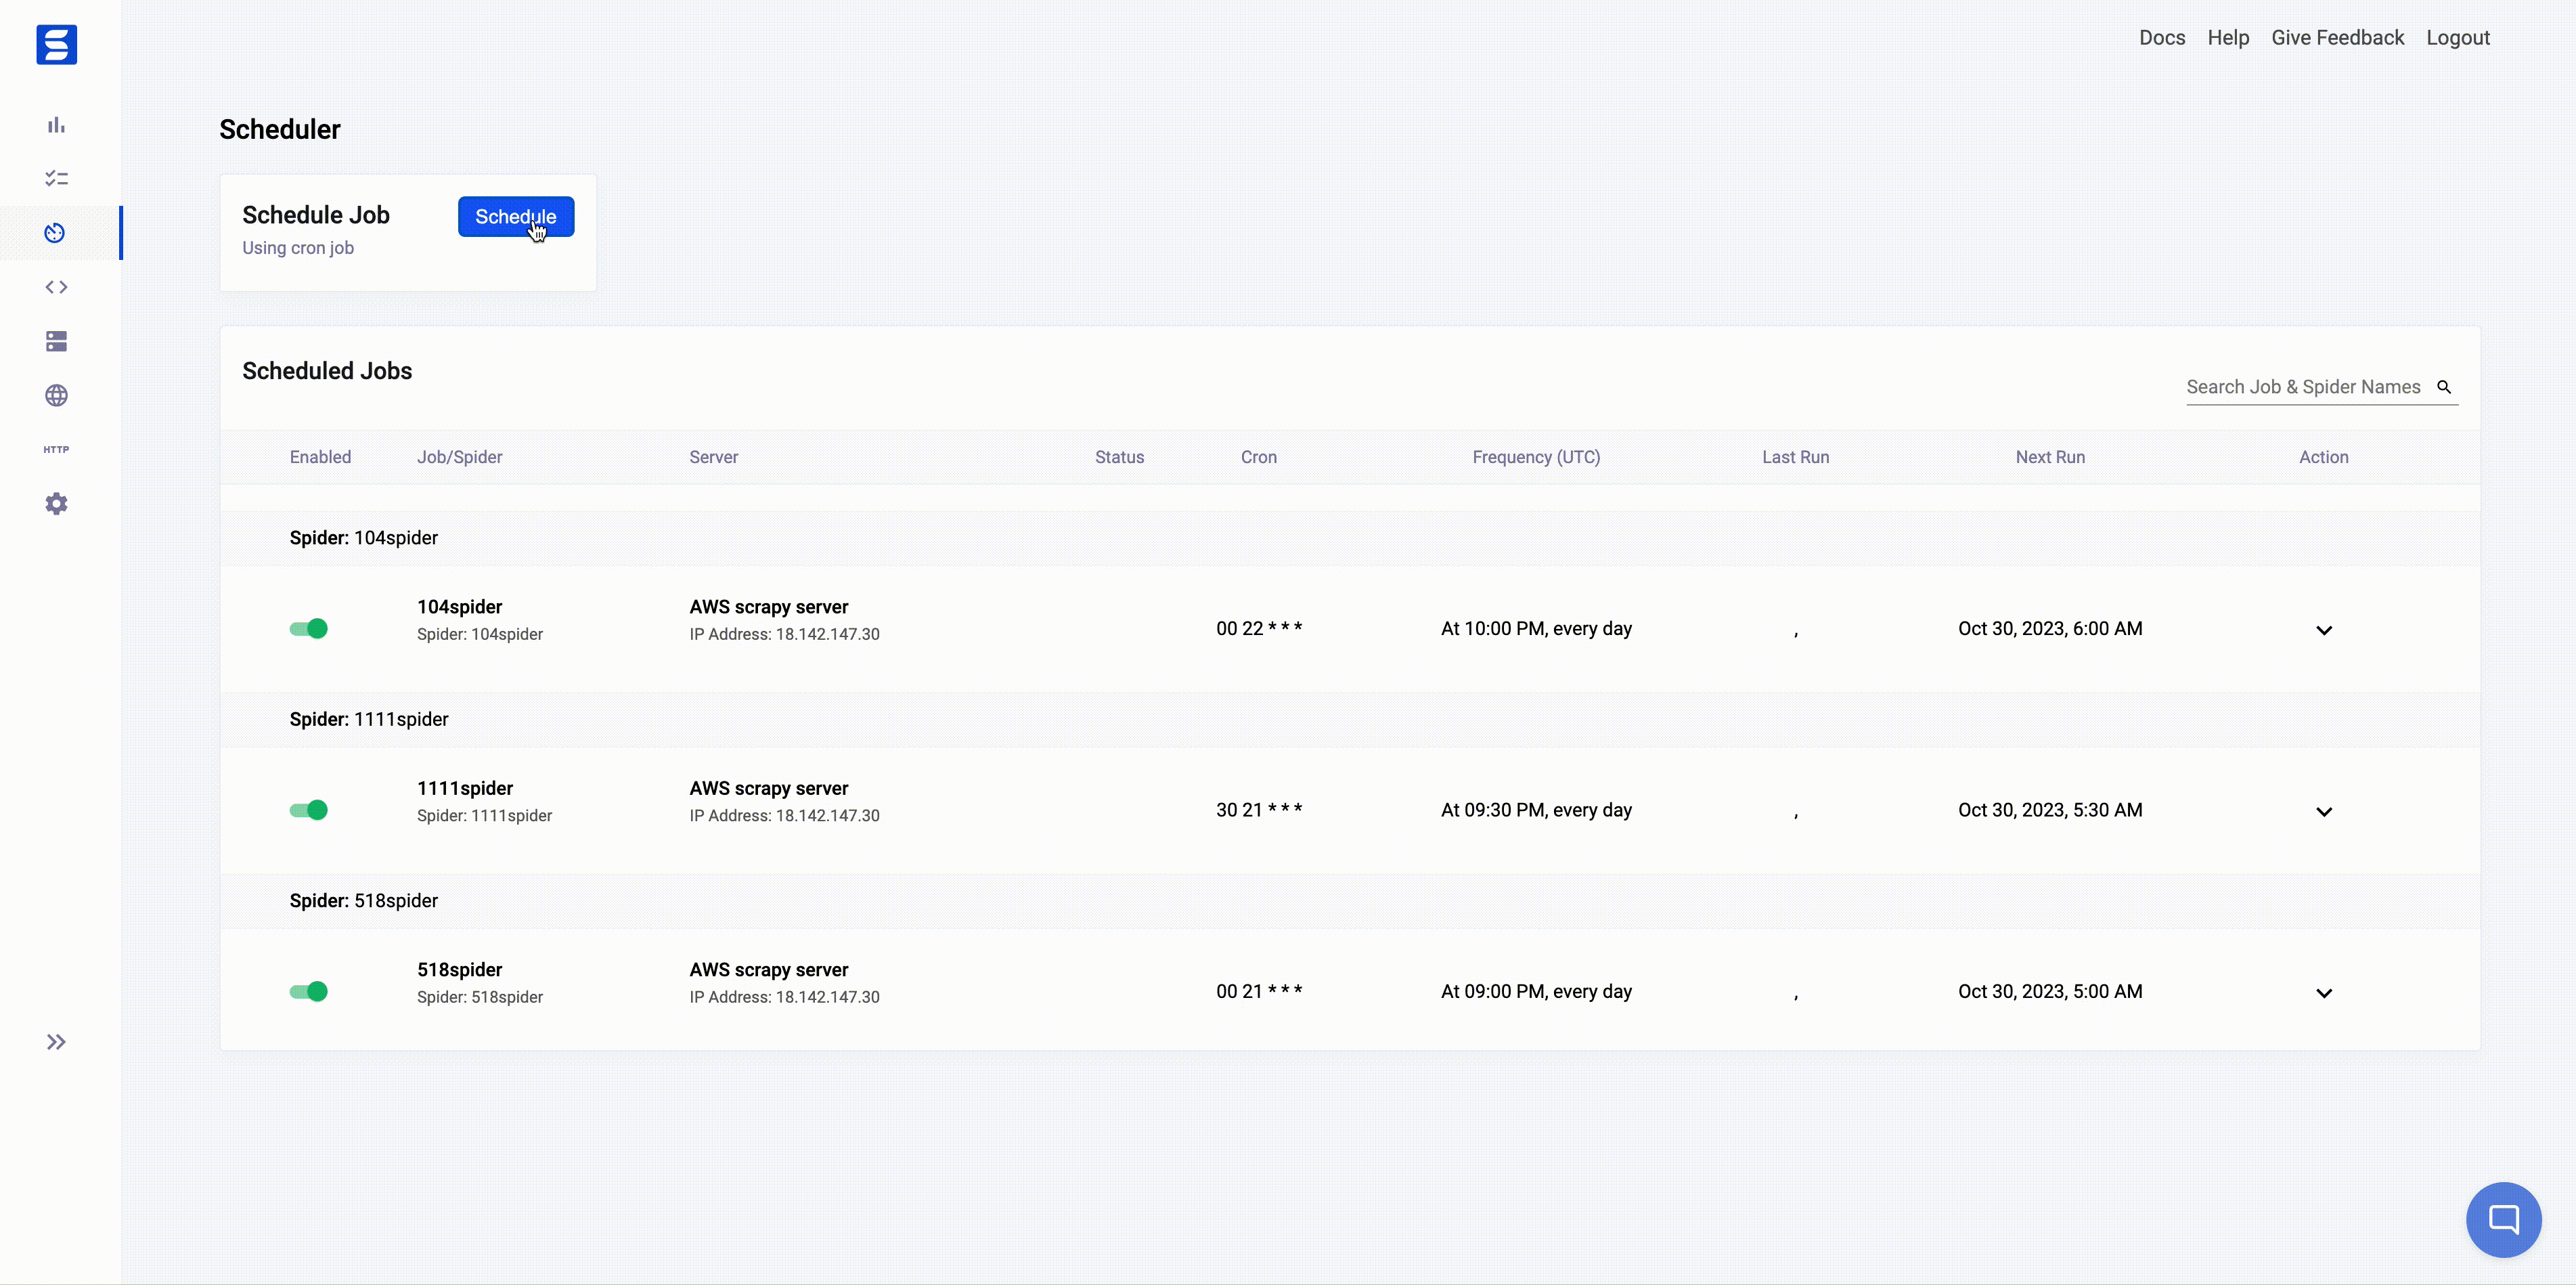 Docs Help Give Feedback Logout
Scheduler
Schedule Job
Schedule
Using cron job
Scheduled Jobs
Search Job & Spider Names
HTTP
Enabled Job/Spider Server Status Cron Frequency (UTC) Last Run Next Run Action
Spider: 104spider
104spider AWS scrapy server
Spider: 104spider IP Address: 18.142.147.30
00 22 * * * At 10:00 PM, every day , Oct 30, 2023, 6:00 AM
Spider: 1111spider
1111spider AWS scrapy server
Spider: 1111spider IP Address: 18.142.147.30
30 21 * * * At 09:30 PM, every day , Oct 30, 2023, 5:30 AM
Spider: 518spider
518spider AWS scrapy server
Spider: 518spider IP Address: 18.142.147.30
00 21 * * * At 09:00 PM, every day , Oct 30, 2023, 5:00 AM